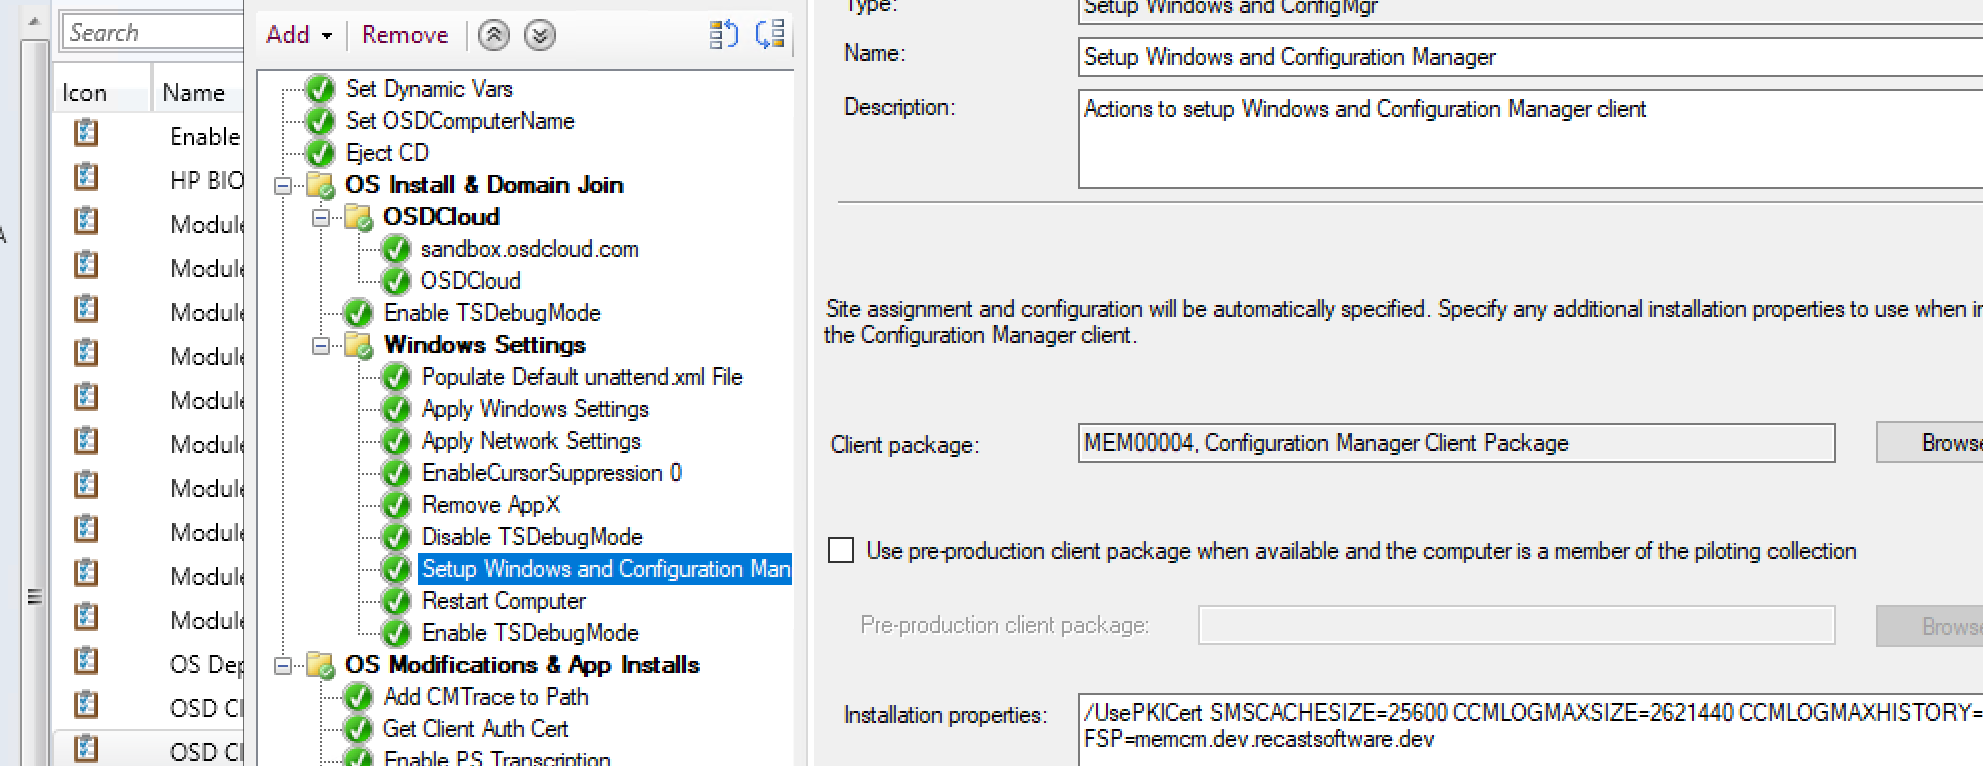 Search
Icon
Name
Enable
HP BIO
Module
Module
Module
Module
Module
Module
Module
Module
Module
Module
OS Dep
OSD Cl
OSD Cl
Add
Remove
Set Dynamic Vars
Set OSDComputerName
Eject CD
OS Install & Domain Join
OSDCloud
sandbox.osdcloud.com
OSDCloud
Enable TSDebugMode
Windows Settings
Populate Default unattend.xml File
Apply Windows Settings
Apply Network Settings
EnableCursorSuppression 0
Remove AppX
Disable TSDebugMode
Setup Windows and Configuration Man
Restart Computer
Enable TSDebugMode
OS Modifications & App Installs
Add CMTrace to Path
Get Client Auth Cert
Enable PS Transcription
Type:
Setup Windows and ConfigMgr
Name:
Setup Windows and Configuration Manager
Description:
Actions to setup Windows and Configuration Manager client
Site assignment and configuration will be automatically specified. Specify any additional installation properties to use when in
the Configuration Manager client.
Client package:
MEM00004, Configuration Manager Client Package
Browse
Use pre-production client package when available and the computer is a member of the piloting collection
Pre-production client package:
Browse
Installation properties:
/UsePKICert SMSCACHESIZE=25600 CCMLOGMAXSIZE=2621440 CCMLOGMAXHISTORY=
FSP=memcm.dev.recastsoftware.dev